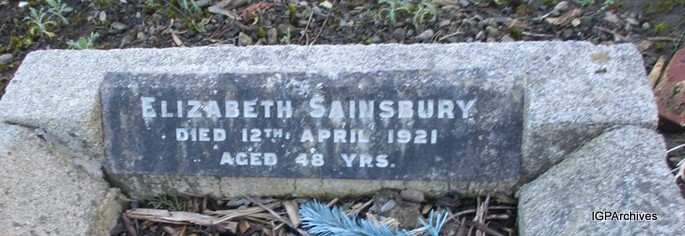 ELIZABETH SAINSBURY
DIED 12TH APRIL 1921
AGED 48 YRS.
IGPArchives